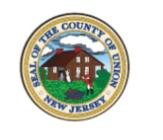 SEAL OF THE COUNTY OF UNION
NEW JERSEY